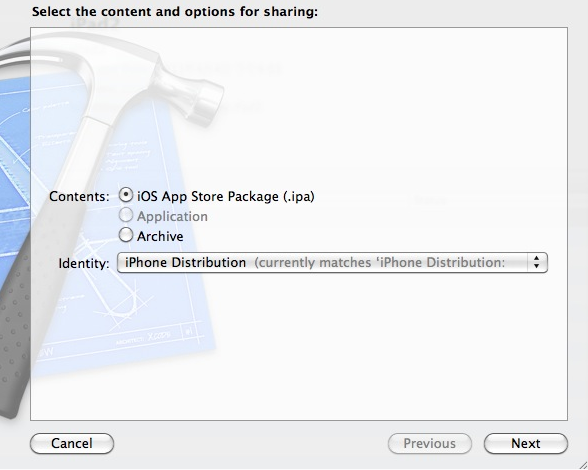 Select the content and options for sharing:
Contents:
iOS App Store Package (.ipa)
Application
Archive
Identity: iPhone Distribution (currently matches 'iPhone Distribution:
Cancel Previous Next